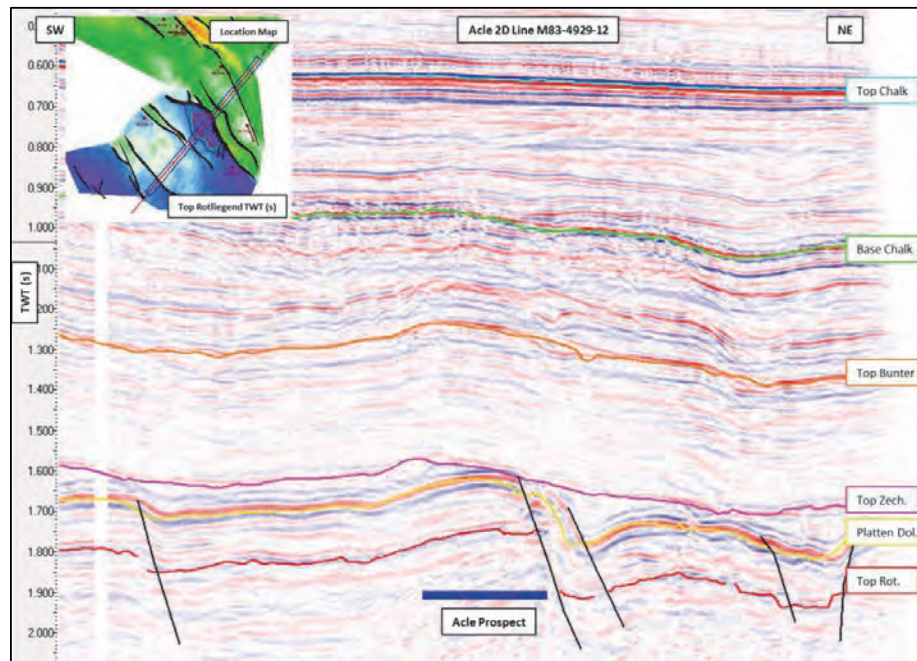 SW
Location Map
Acle 2D Line M83-4929-12
NE
Top Rotliegend TWT (s)
TWT (s)
0.600
0.700
0.800
0.900
1.000
.100
.200
1.300
1.400
1.500
1.600
1.700
1.800
1.900
2.000
Top Chalk
Base Chalk
Top Bunter
Top Zech.
Platten Dol.
Top Rot.
Acle Prospect